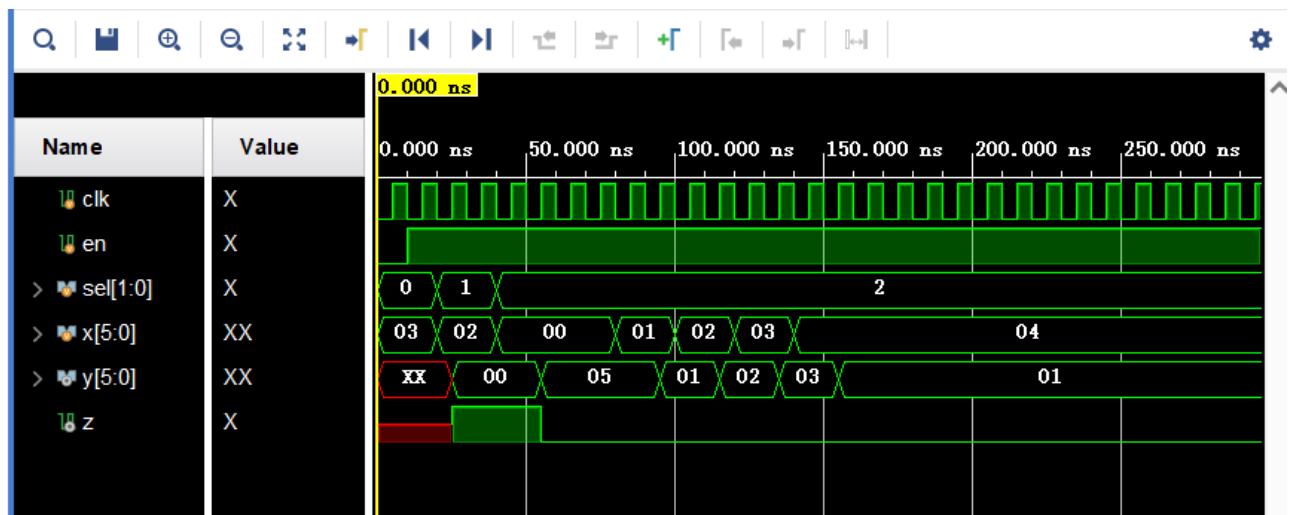 0.000 ns
Name Value 0.000 ns 50.000 ns 100.000 ns 150.000 ns 200.000 ns 250.000 ns
clk X
en X
sel[1:0] X 0 1 2
x[5:0] XX 03 02 00 01 02 03 04
y[5:0] XX XX 00 05 01 02 03 01
z X